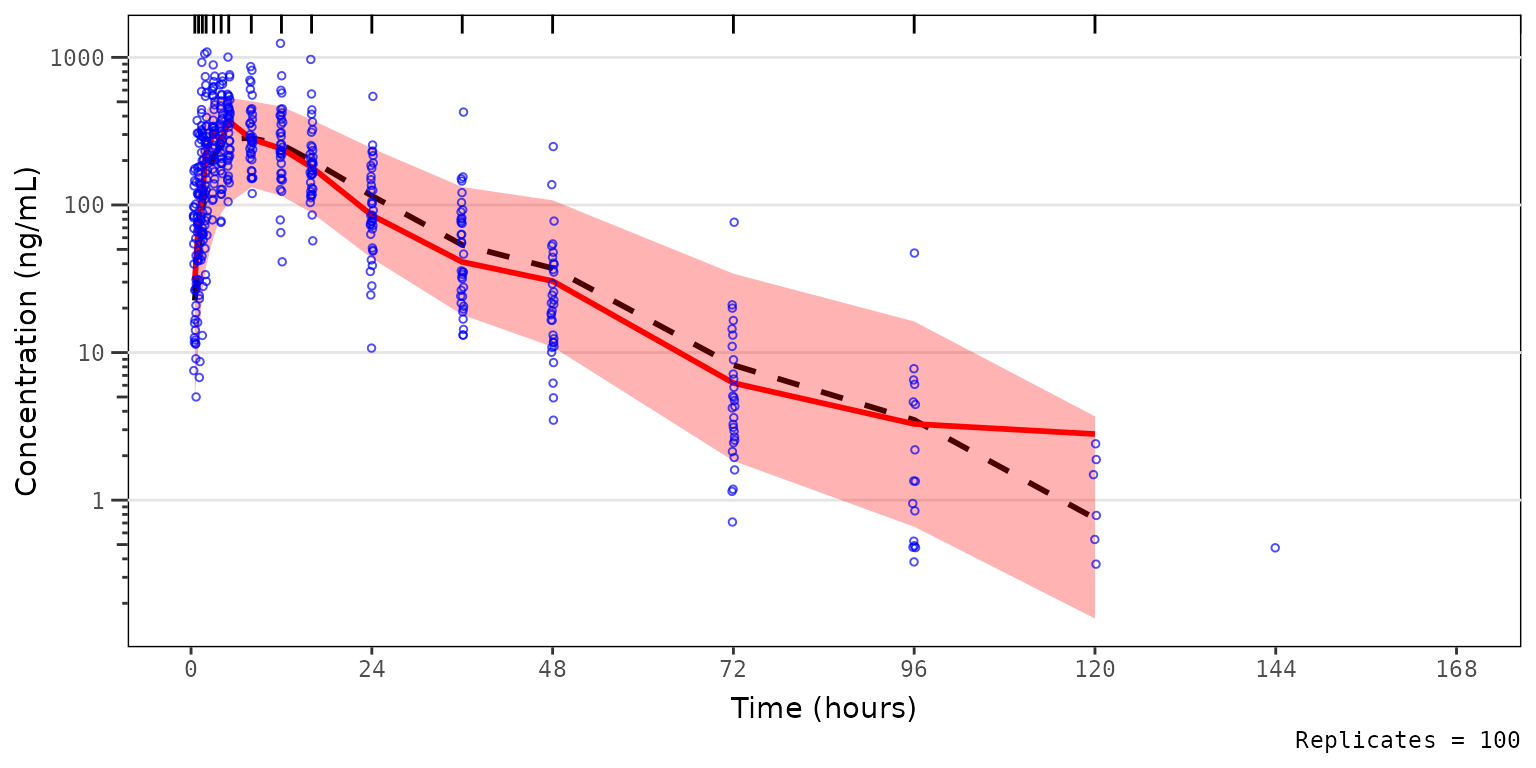 Concentration (ng/mL)
1000
100
10
1
0 24 48 72 96 120 144 168
Time (hours)
Replicates = 100